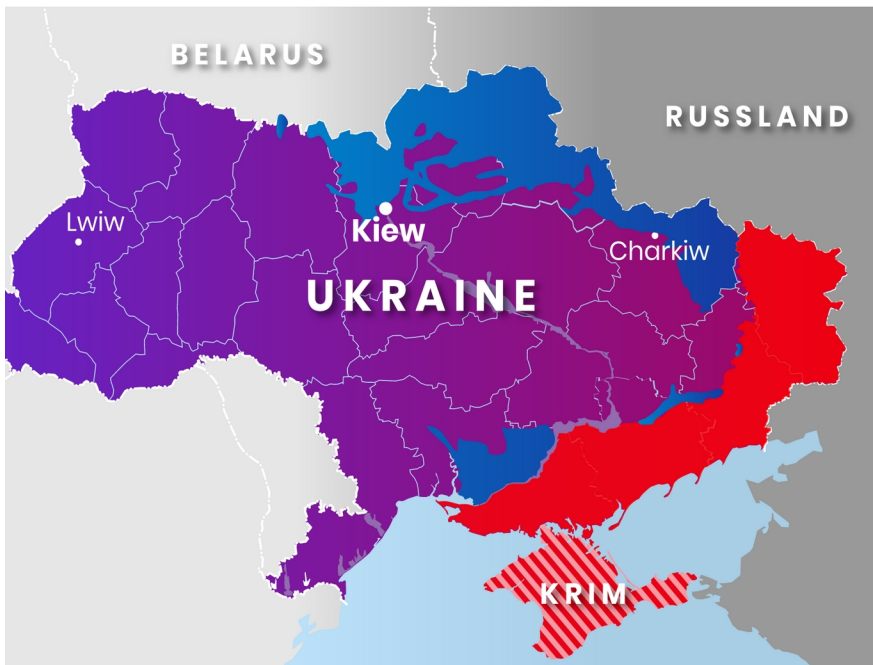 BELARUS
RUSSLAND
Lwiw
Kiew
Charkiw
UKRAINE
KRIM